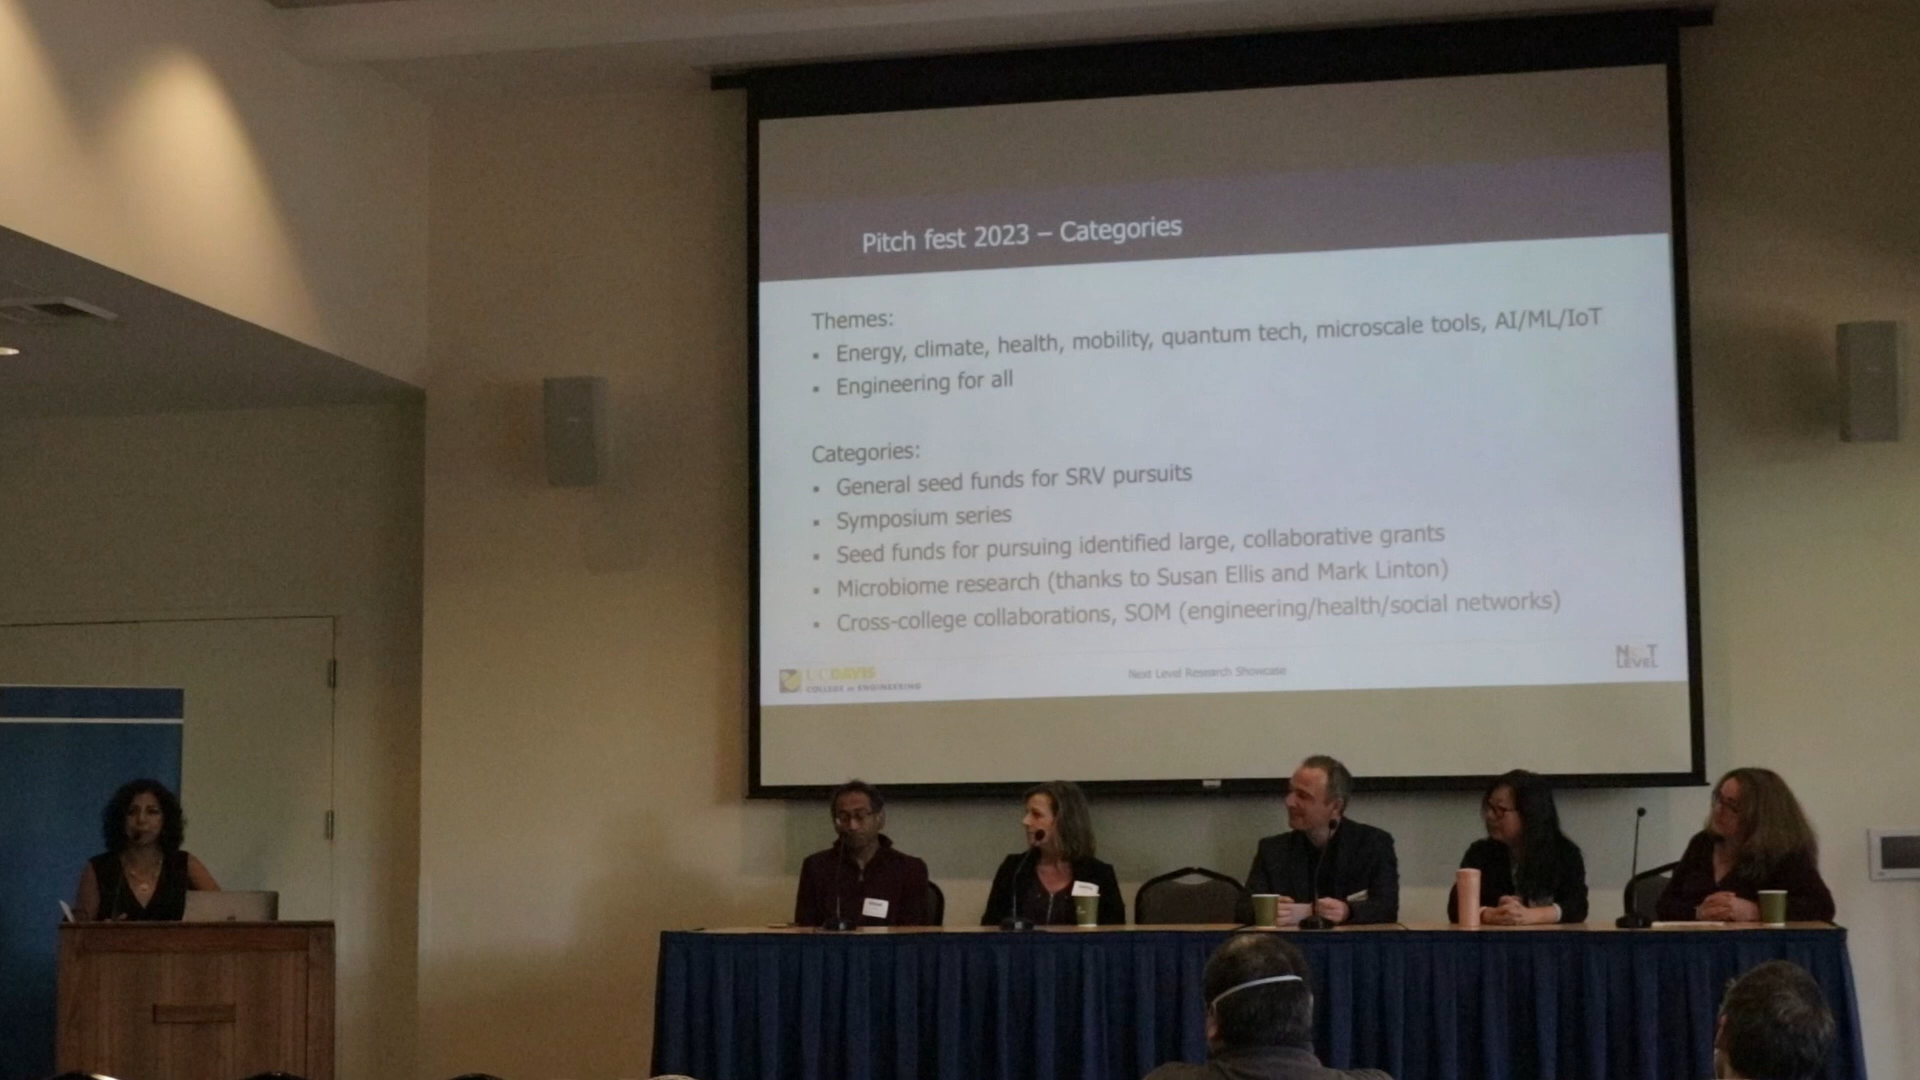 Pitch fest 2023 – Categories
Themes:
▪ Energy, climate, health, mobility, quantum tech, microscale tools, AI/ML/IoT
▪ Engineering for all
Categories:
▪ General seed funds for SRV pursuits
▪ Symposium series
▪ Seed funds for pursuing identified large, collaborative grants
▪ Microbiome research (thanks to Susan Ellis and Mark Linton)
▪ Cross-college collaborations, SOM (engineering/health/social networks)
UC DAVIS
COLLEGE of ENGINEERING
Next Level Research Showcase
NEXT
LEVEL